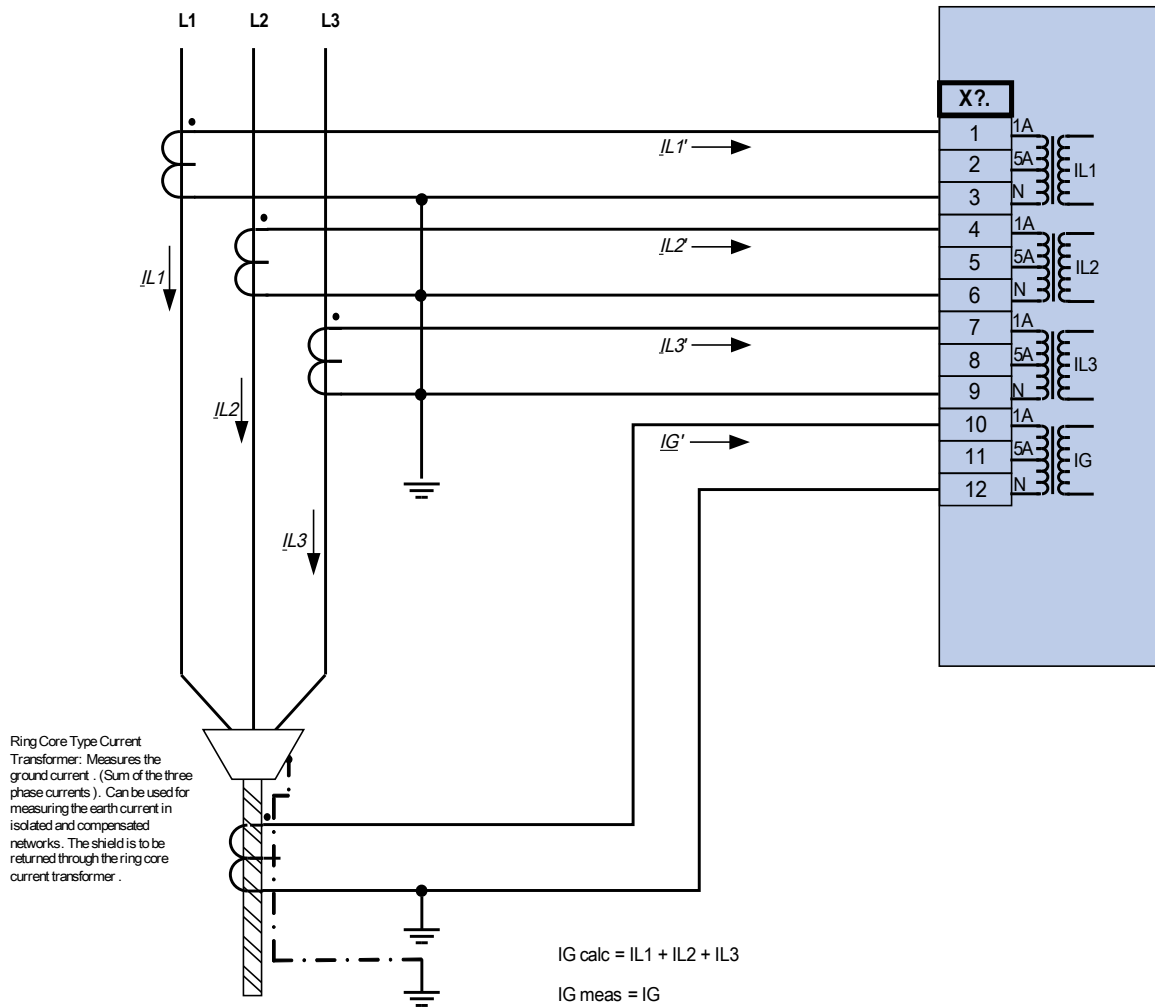 L1 L2 L3
X?.
IL1' 1 1A
2 5A IL1
3 N
IL2' 4 1A
IL1 5 5A IL2
6 N
IL3' 7 1A
8 5A IL3
9 N
IL2 10 1A
IG' 11 5A IG
12 N
IL3
Ring Core Type Current
Transformer: Measures the
ground current . (Sum of the three
phase currents ). Can be used for
measuring the earth current in
isolated and compensated
networks. The shield is to be
returned through the ring core
current transformer .
IG calc = IL1 + IL2 + IL3
IG meas = IG